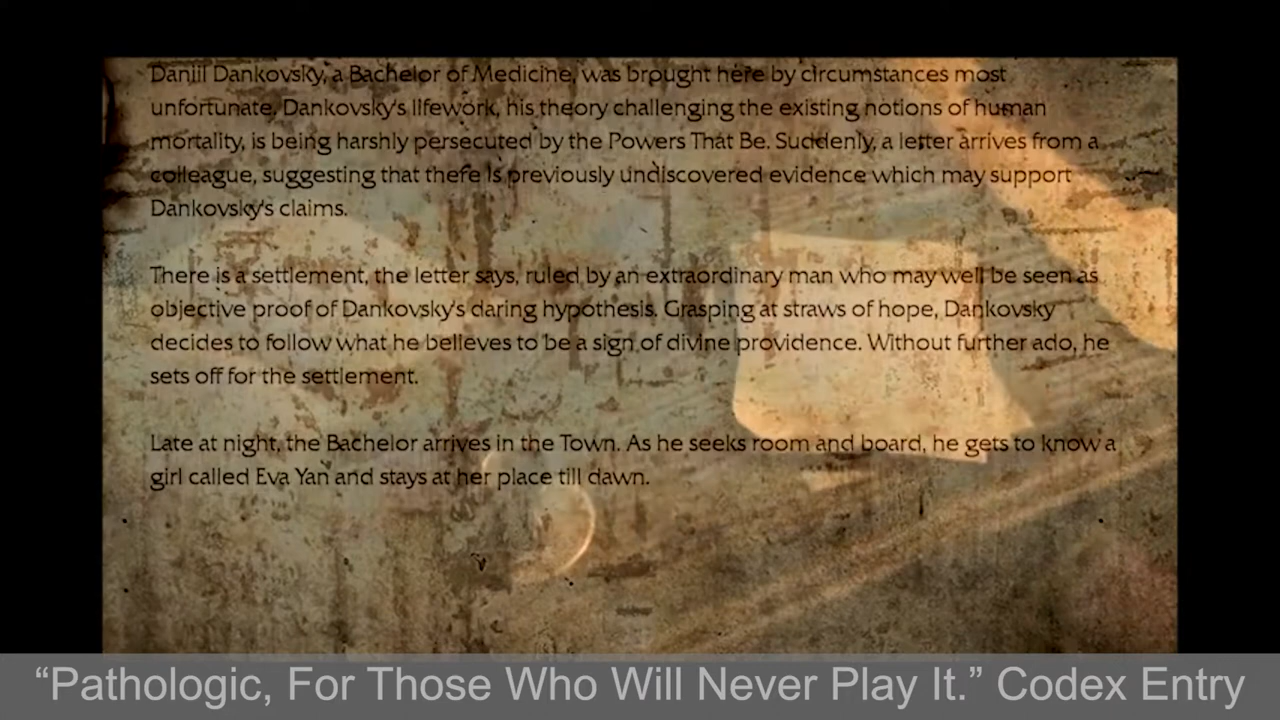 Daniil Dankovsky, a Bachelor of Medicine, was brought here by circumstances most
unfortunate. Dankovsky's lifework, his theory challenging the existing notions of human
mortality, is being harshly persecuted by the Powers That Be. Suddenly, a letter arrives from a
colleague, suggesting that there is previously undiscovered evidence which may support
Dankovsky's claims.
There is a settlement, the letter says, ruled by an extraordinary man who may well be seen as
objective proof of Dankovsky's daring hypothesis. Grasping at straws of hope, Dankovsky
decides to follow what he believes to be a sign of divine providence. Without further ado, he
sets off for the settlement.
Late at night, the Bachelor arrives in the Town. As he seeks room and board, he gets to know a
girl called Eva Yan and stays at her place till dawn.
“Pathologic, For Those Who Will Never Play It.” Codex Entry